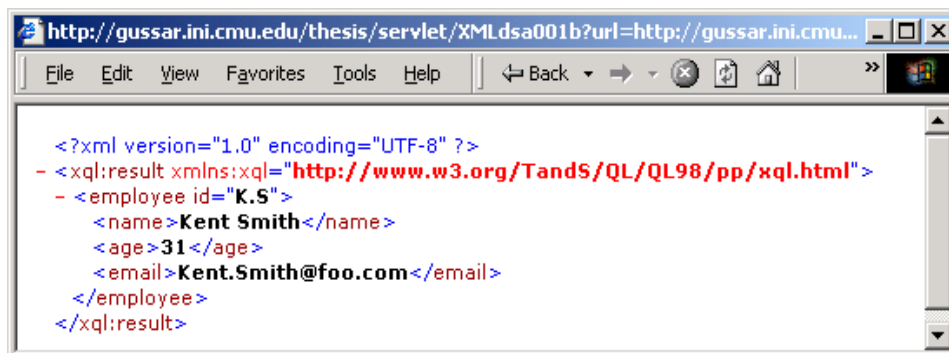 http://gussar.ini.cmu.edu/thesis/servlet/XMLdsa001b?url=http://gussar.ini.cmu...
File Edit View Favorites Tools Help Back »
<?xml version="1.0" encoding="UTF-8" ?>
- <xql:result xmlns:xql="http://www.w3.org/TandS/QL/QL98/pp/xql.html">
- <employee id="K.S">
<name>Kent Smith</name>
<age>31</age>
<email>Kent.Smith@foo.com</email>
</employee>
</xql:result>